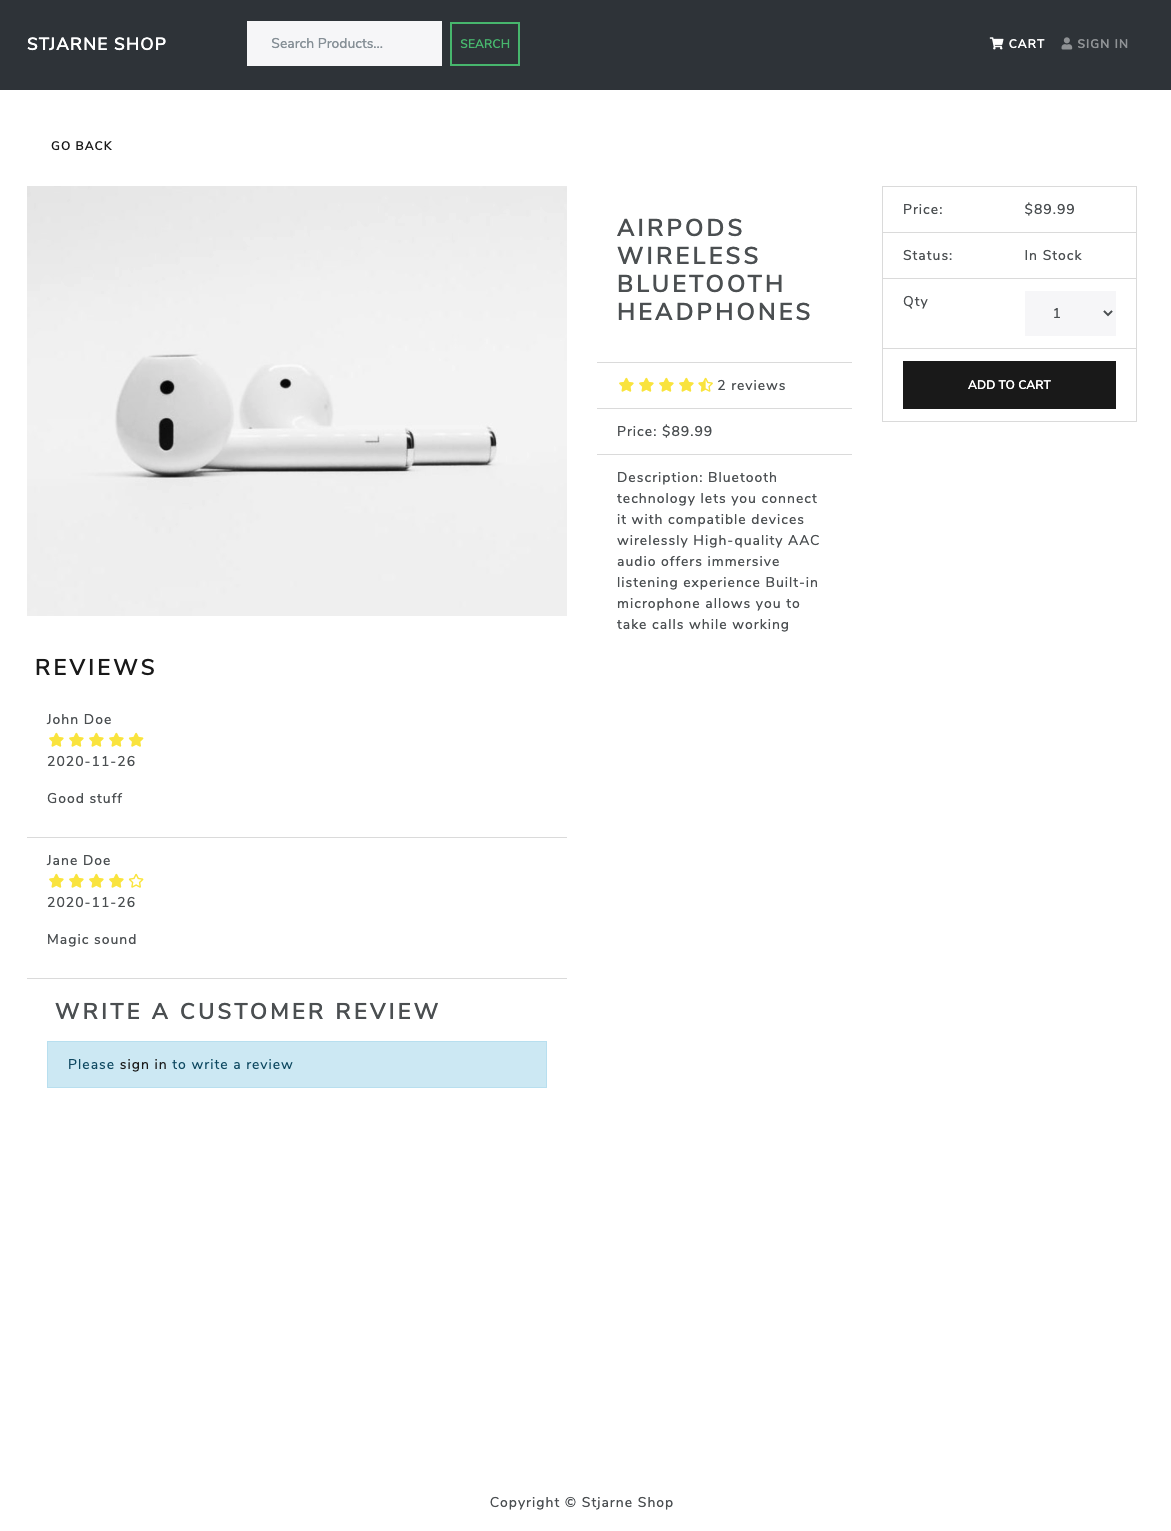 STJARNE SHOP
Search Products...
SEARCH
CART
SIGN IN
GO BACK
AIRPODS
WIRELESS
BLUETOOTH
HEADPHONES
2 reviews
Price: $89.99
Description: Bluetooth
technology lets you connect
it with compatible devices
wirelessly High-quality AAC
audio offers immersive
listening experience Built-in
microphone allows you to
take calls while working
Price: $89.99
Status: In Stock
Qty 1
ADD TO CART
REVIEWS
John Doe
2020-11-26
Good stuff
Jane Doe
2020-11-26
Magic sound
WRITE A CUSTOMER REVIEW
Please sign in to write a review
Copyright © Stjarne Shop